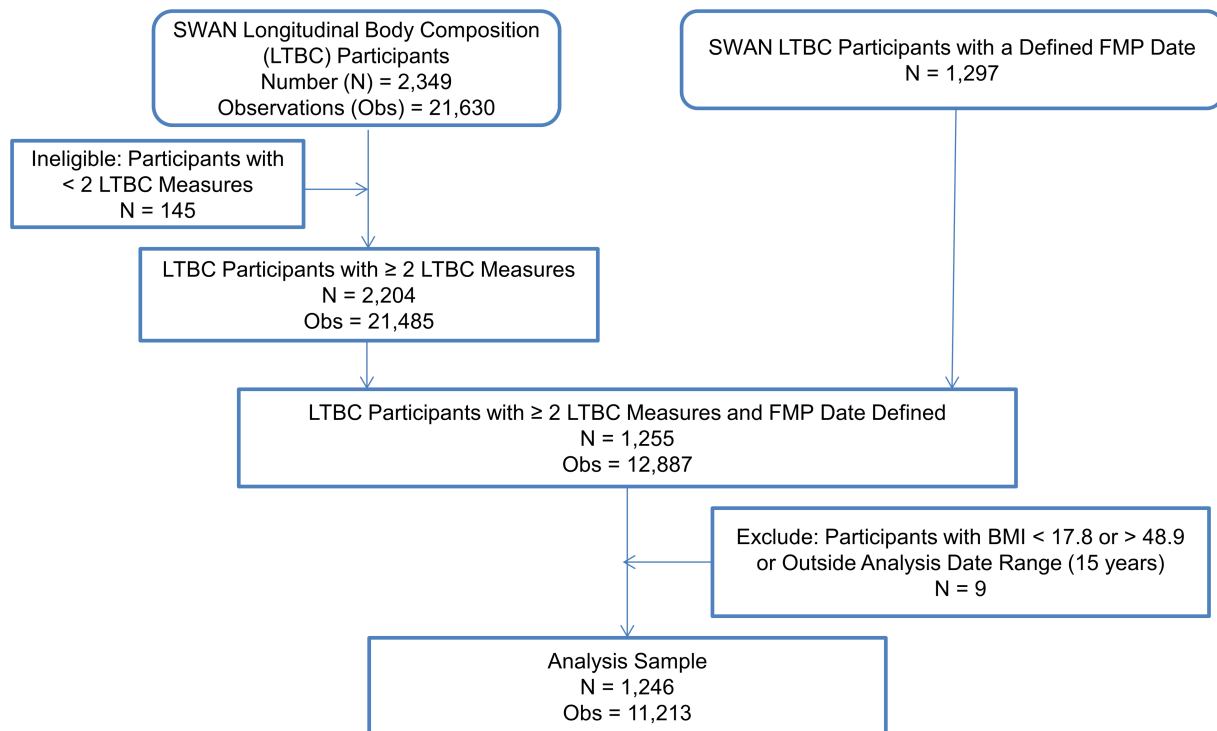 SWAN Longitudinal Body Composition
(LTBC) Participants
Number (N) = 2,349
Observations (Obs) = 21,630
SWAN LTBC Participants with a Defined FMP Date
N = 1,297
Ineligible: Participants with
< 2 LTBC Measures
N = 145
LTBC Participants with ≥ 2 LTBC Measures
N = 2,204
Obs = 21,485
LTBC Participants with ≥ 2 LTBC Measures and FMP Date Defined
N = 1,255
Obs = 12,887
Exclude: Participants with BMI < 17.8 or > 48.9
or Outside Analysis Date Range (15 years)
N = 9
Analysis Sample
N = 1,246
Obs = 11,213